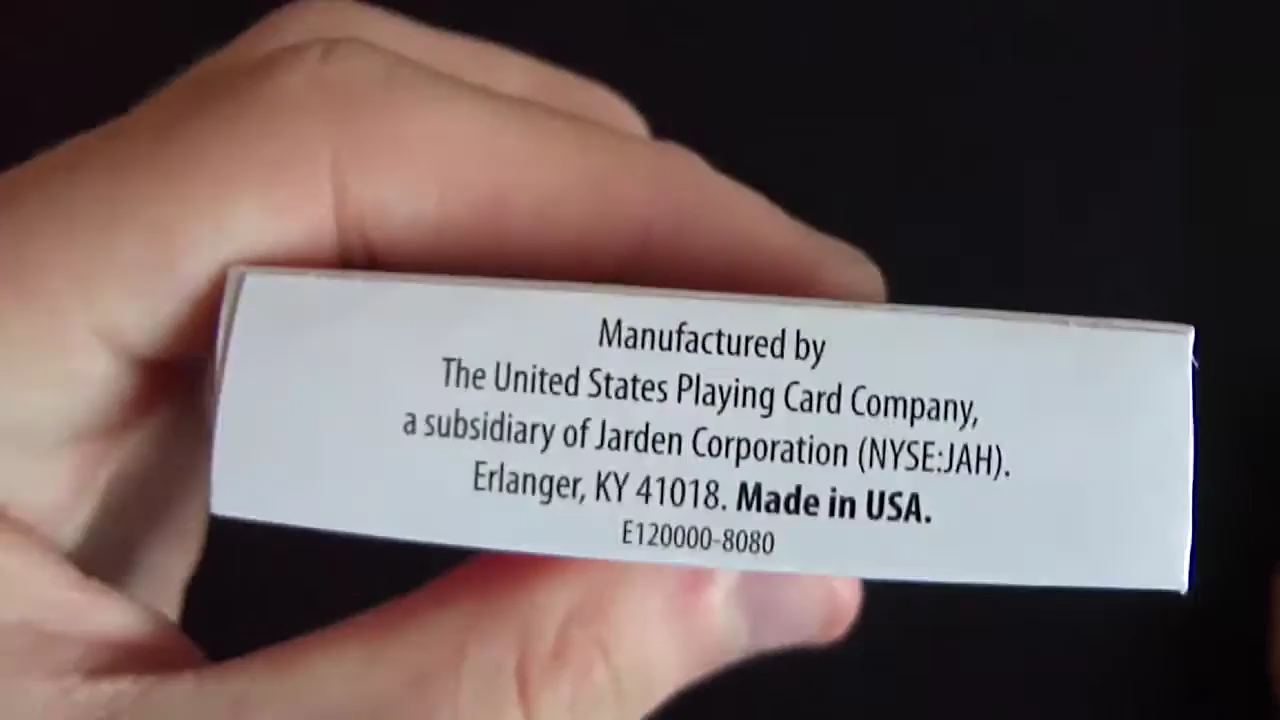 Manufactured by
The United States Playing Card Company,
a subsidiary of Jarden Corporation (NYSE:JAH).
Erlanger, KY 41018. Made in USA.
E120000-8080